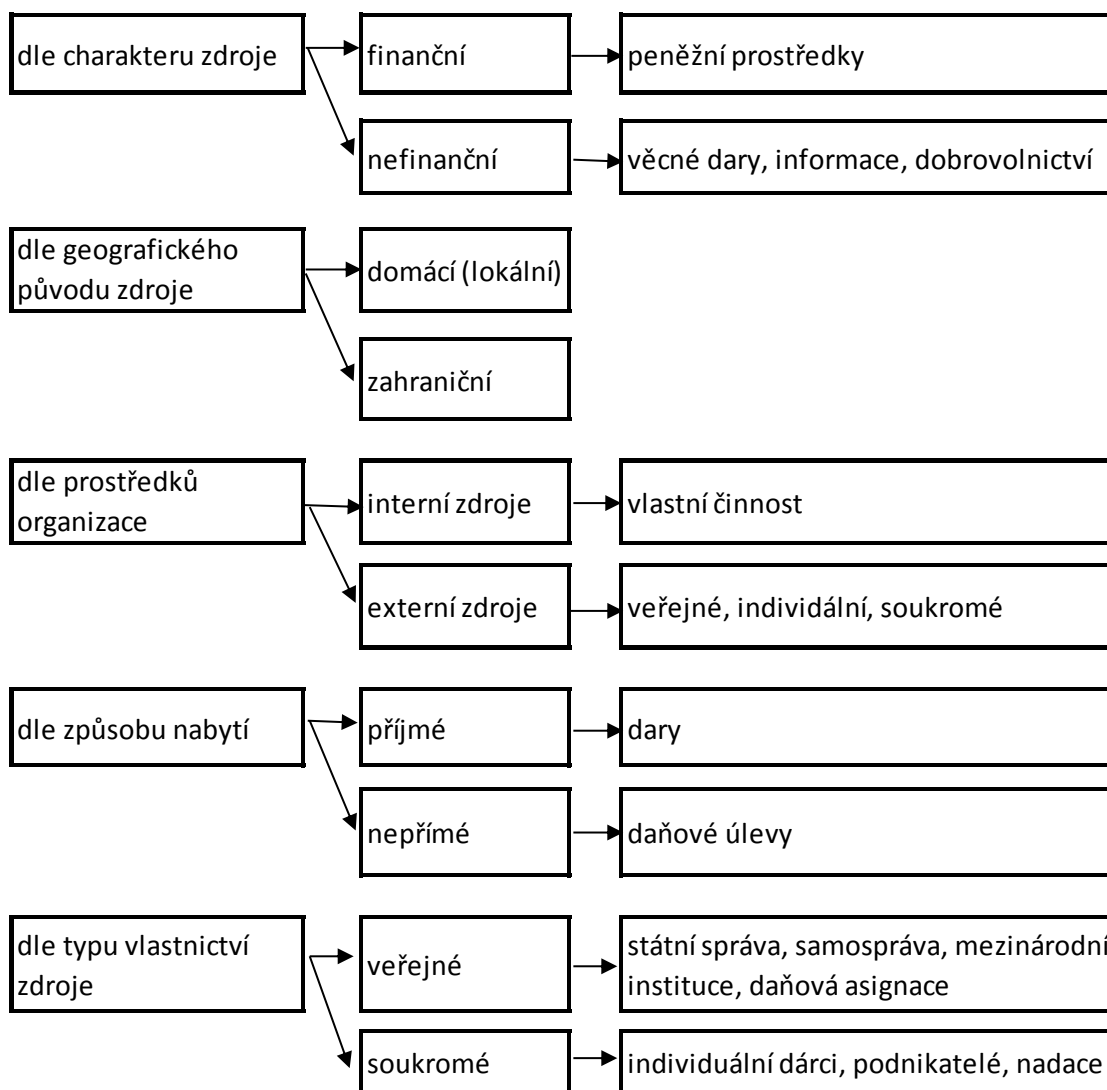 dle charakteru zdroje
finanční
peněžní prostředky
nefinanční
věcné dary, informace, dobrovolnictví
dle geografického
původu zdroje
domácí (lokální)
zahraniční
dle prostředků
organizace
interní zdroje
vlastní činnost
externí zdroje
veřejné, individální, soukromé
dle způsobu nabytí
příjmé
dary
nepřímé
daňové úlevy
dle typu vlastnictví
zdroje
veřejné
státní správa, samospráva, mezinárodní
instituce, daňová asignace
soukromé
individuální dárci, podnikatelé, nadace